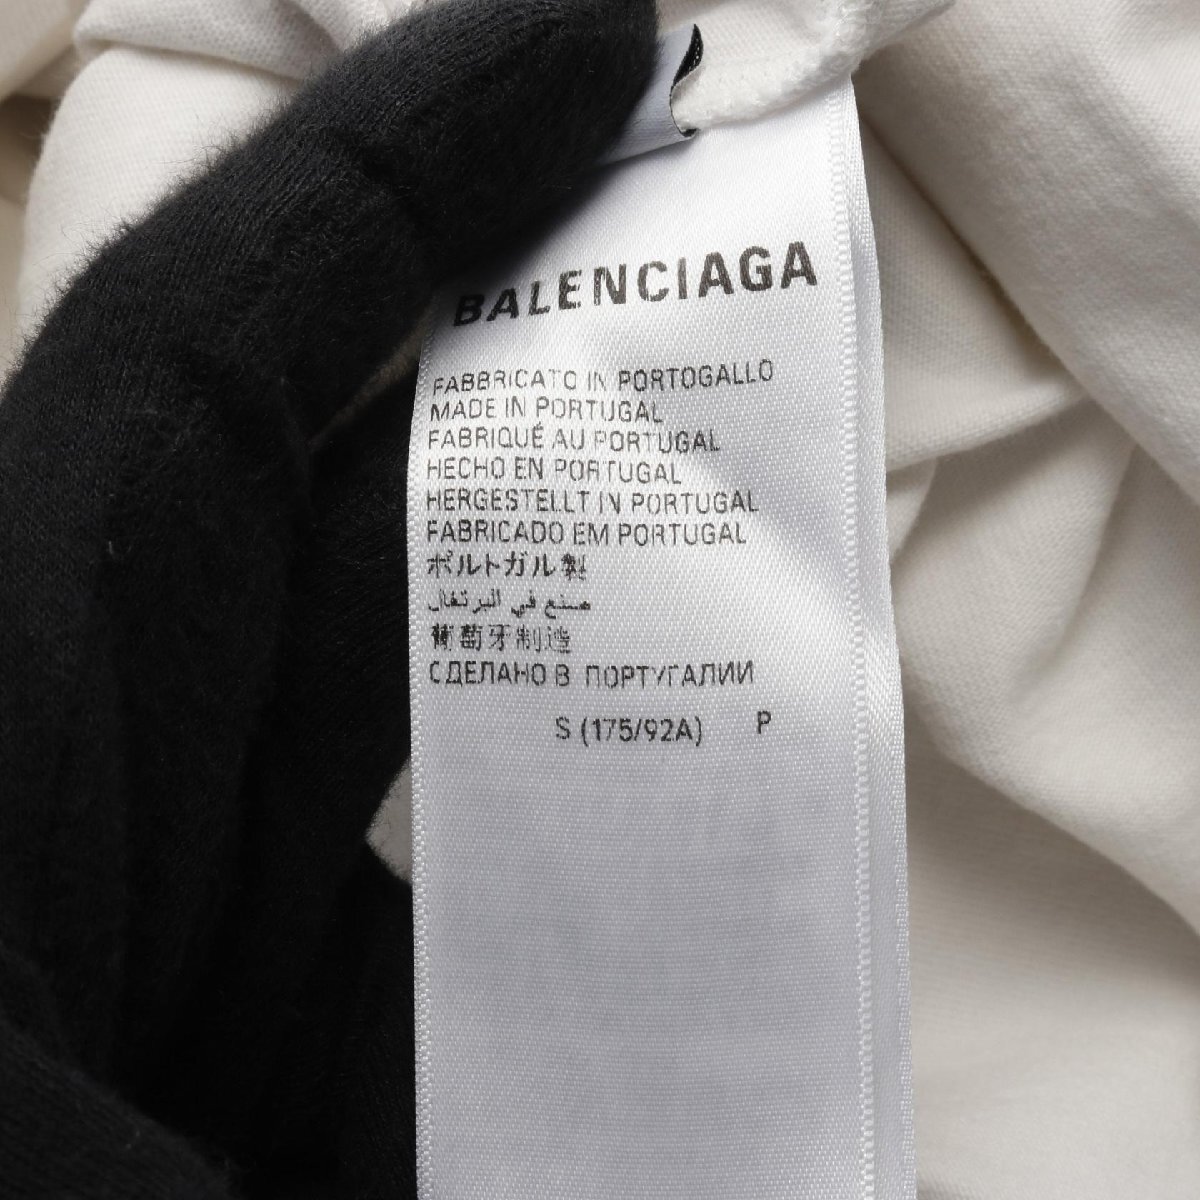 BALENCIAGA
FABBRICATO IN PORTOGALLO
MADE IN PORTUGAL
FABRIQUÉ AU PORTUGAL
HECHO EN PORTUGAL
HERGESTELLT IN PORTUGAL
FABRICADO EM PORTUGAL
ポルトガル製
صنع في البرتغال
葡萄牙制造
СДЕЛАНО В ПОРТУГАЛИИ
S (175/92A) P